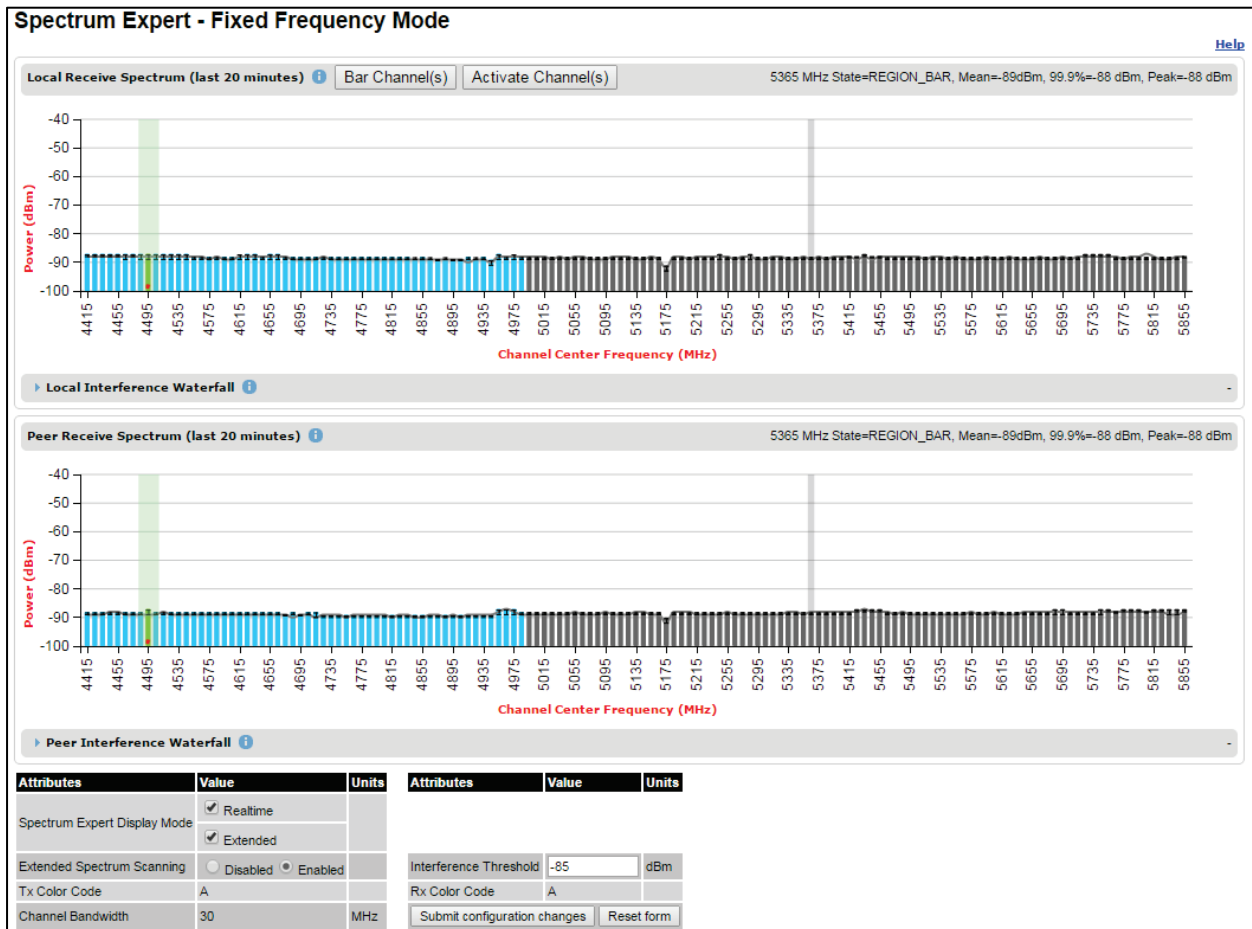 Spectrum Expert - Fixed Frequency Mode
Help
Local Receive Spectrum (last 20 minutes) i Bar Channel(s) Activate Channel(s) 5365 MHz State=REGION_BAR, Mean=-89dBm, 99.9%=-88 dBm, Peak=-88 dBm
Power (dBm)
-40
-50
-60
-70
-80
-90
-100
4415 4455 4495 4535 4575 4615 4655 4695 4735 4775 4815 4855 4895 4935 4975 5015 5055 5095 5135 5175 5215 5255 5295 5335 5375 5415 5455 5495 5535 5575 5615 5655 5695 5735 5775 5815 5855
Channel Center Frequency (MHz)
Local Interference Waterfall i -
Peer Receive Spectrum (last 20 minutes) i 5365 MHz State=REGION_BAR, Mean=-89dBm, 99.9%=-88 dBm, Peak=-88 dBm
Power (dBm)
-40
-50
-60
-70
-80
-90
-100
4415 4455 4495 4535 4575 4615 4655 4695 4735 4775 4815 4855 4895 4935 4975 5015 5055 5095 5135 5175 5215 5255 5295 5335 5375 5415 5455 5495 5535 5575 5615 5655 5695 5735 5775 5815 5855
Channel Center Frequency (MHz)
Peer Interference Waterfall i -
Attributes Value Units Attributes Value Units
Spectrum Expert Display Mode Realtime
Extended
Extended Spectrum Scanning Disabled Enabled Interference Threshold -85 dBm
Tx Color Code A Rx Color Code A
Channel Bandwidth 30 MHz Submit configuration changes Reset form